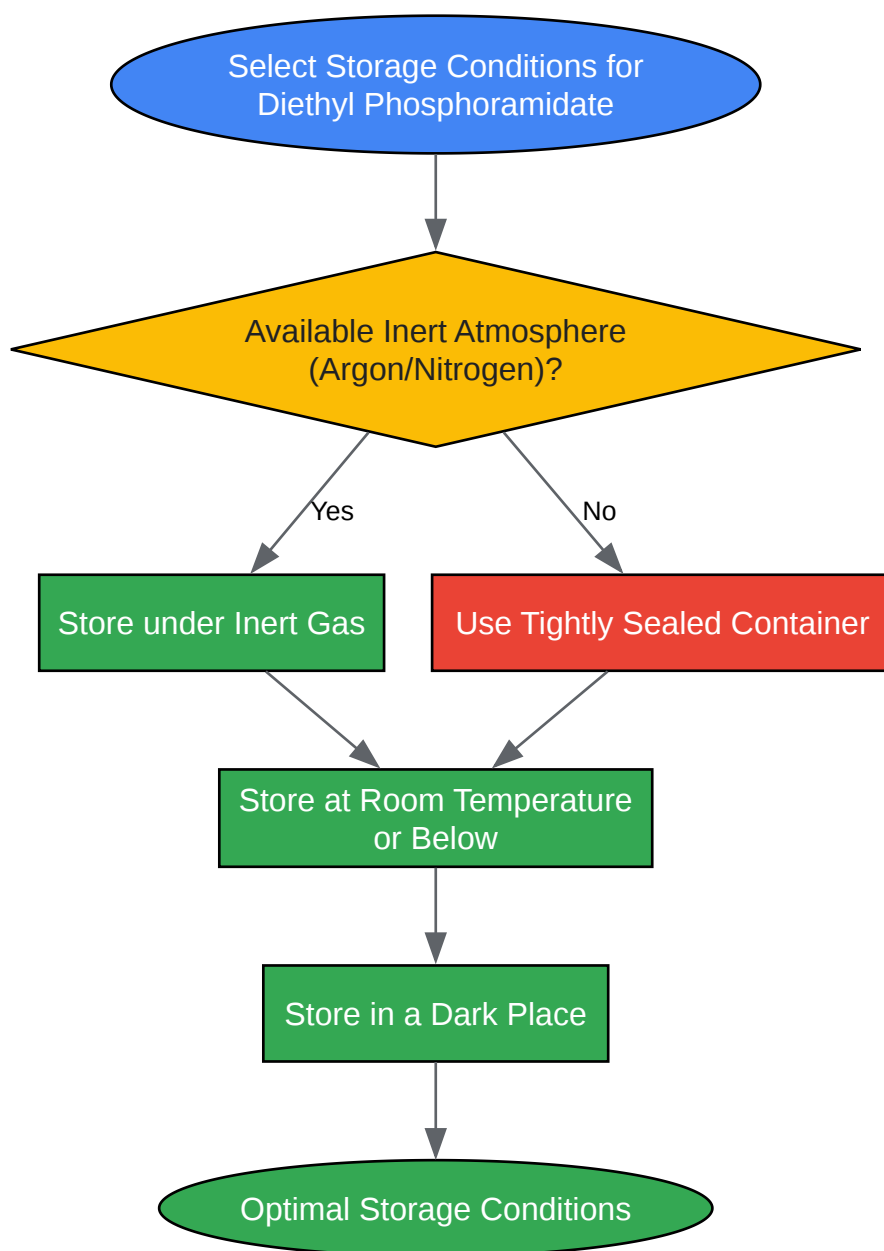 Select Storage Conditions for
Diethyl Phosphoramidate
Available Inert Atmosphere
(Argon/Nitrogen)?
Yes
No
Store under Inert Gas
Use Tightly Sealed Container
Store at Room Temperature
or Below
Store in a Dark Place
Optimal Storage Conditions